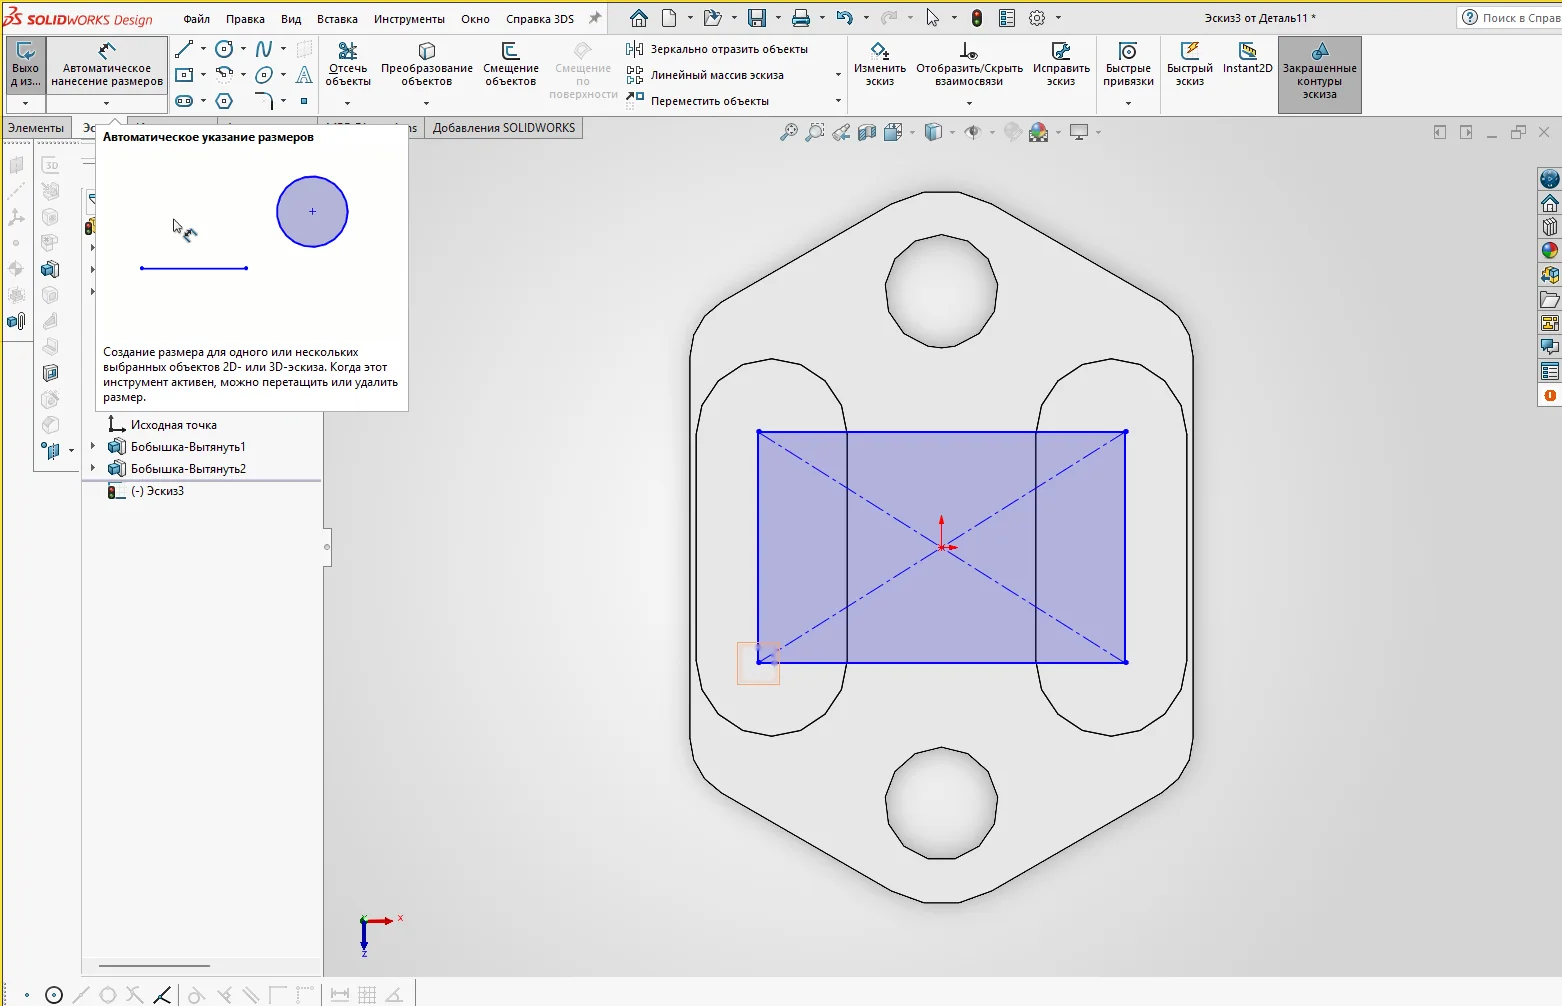 SOLIDWORKS Design
Файл Правка Вид Вставка Инструменты Окно Справка 3DS
Эскиз3 от Деталь11 *
Поиск в Справ
Выхо
д из...
Автоматическое
нанесение размеров
Отсечь
объекты
Преобразование
объектов
Смещение
объектов
Смещение
по
поверхности
Зеркально отразить объекты
Линейный массив эскиза
Переместить объекты
Изменить
эскиз
Отобразить/Скрыть
взаимосвязи
Исправить
эскиз
Быстрые
привязки
Быстрый
эскиз
Instant2D
Закрашенные
контуры
эскиза
Элементы
Добавления SOLIDWORKS
Автоматическое указание размеров
3D
Создание размера для одного или нескольких
выбранных объектов 2D- или 3D-эскиза. Когда этот
инструмент активен, можно перетащить или удалить
размер.
Исходная точка
Бобышка-Вытянуть1
Бобышка-Вытянуть2
(-) Эскиз3
x
z